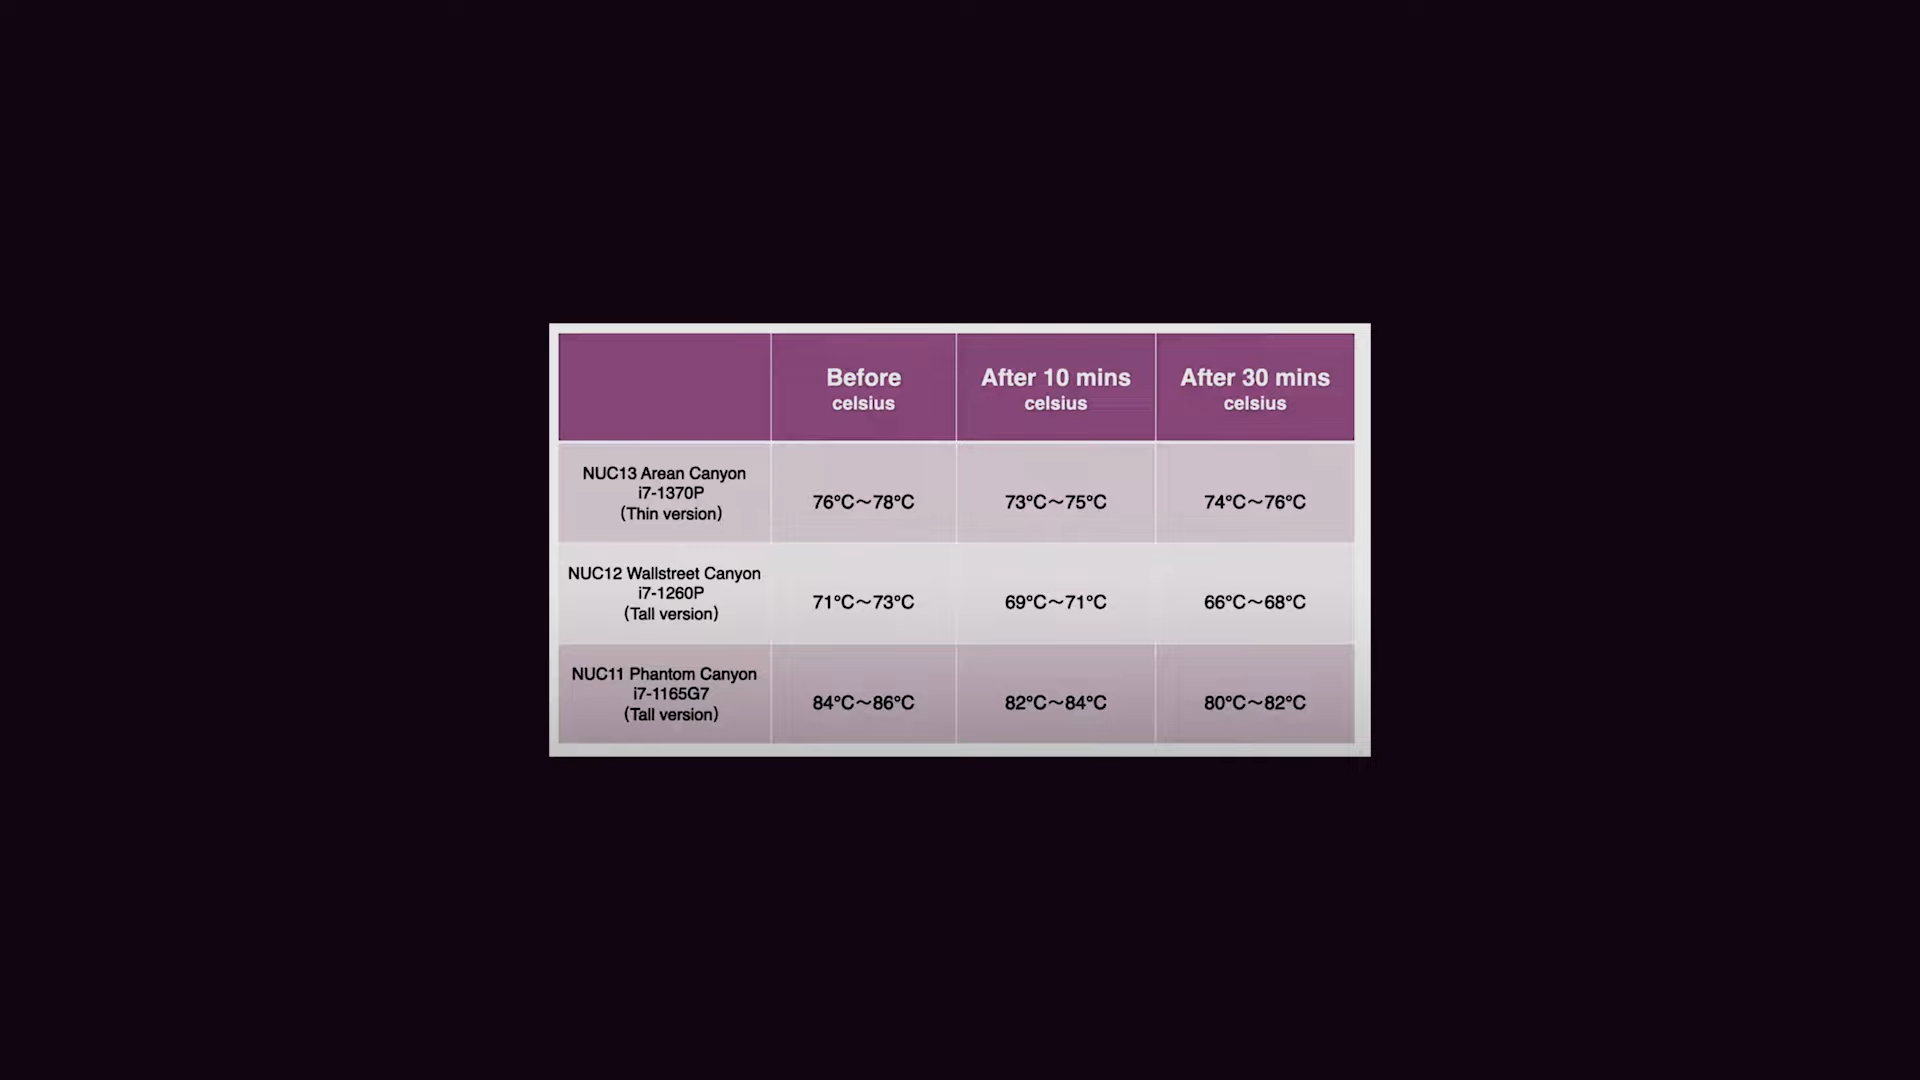 Before After 10 mins After 30 mins
celsius celsius celsius
NUC13 Arean Canyon
i7-1370P
(Thin version)
76°C～78°C 73°C～75°C 74°C～76°C
NUC12 Wallstreet Canyon
i7-1260P
(Tall version)
71°C～73°C 69°C～71°C 66°C～68°C
NUC11 Phantom Canyon
i7-1165G7
(Tall version)
84°C～86°C 82°C～84°C 80°C～82°C